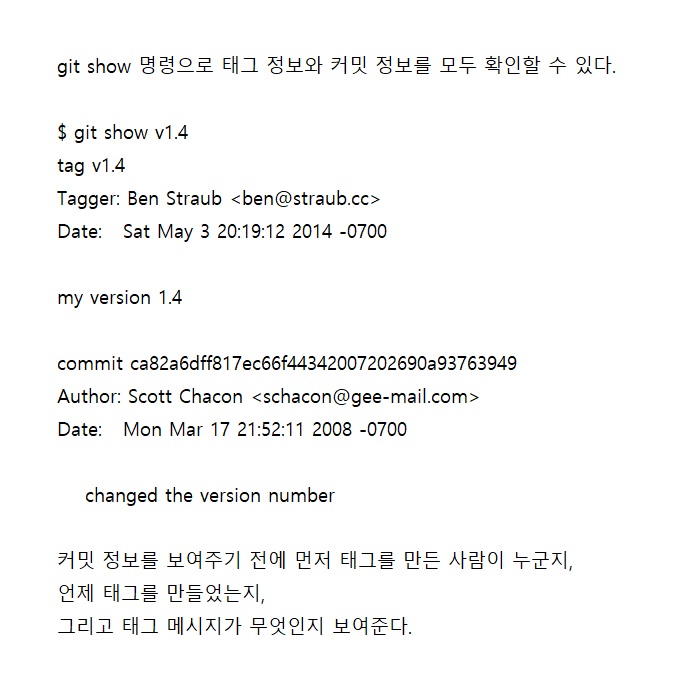 git show 명령으로 태그 정보와 커밋 정보를 모두 확인할 수 있다.
$ git show v1.4
tag v1.4
Tagger: Ben Straub <ben@straub.cc>
Date:   Sat May 3 20:19:12 2014 -0700
my version 1.4
commit ca82a6dff817ec66f44342007202690a93763949
Author: Scott Chacon <schacon@gee-mail.com>
Date:   Mon Mar 17 21:52:11 2008 -0700
    changed the version number
커밋 정보를 보여주기 전에 먼저 태그를 만든 사람이 누군지,
언제 태그를 만들었는지,
그리고 태그 메시지가 무엇인지 보여준다.